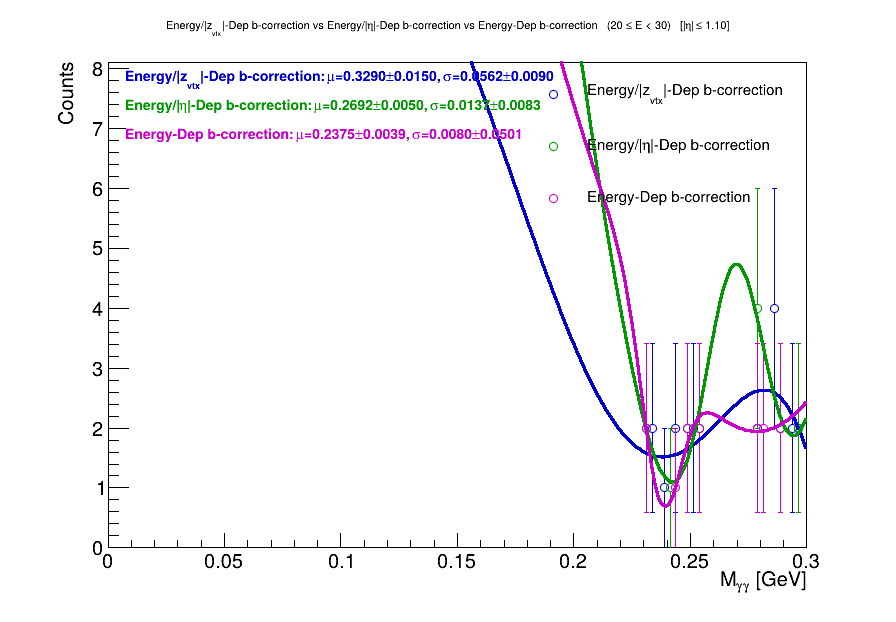 Energy/|z_vtx|-Dep b-correction vs Energy/|η|-Dep b-correction vs Energy-Dep b-correction (20 ≤ E < 30) [|η| ≤ 1.10]
Counts
Energy/|z_vtx|-Dep b-correction: μ=0.3290±0.0150, σ=0.0562±0.0090
Energy/|η|-Dep b-correction: μ=0.2692±0.0050, σ=0.0137±0.0083
Energy-Dep b-correction: μ=0.2375±0.0039, σ=0.0080±0.0501
Energy/|z_vtx|-Dep b-correction
Energy/|η|-Dep b-correction
Energy-Dep b-correction
8
7
6
5
4
3
2
1
0
0 0.05 0.1 0.15 0.2 0.25 0.3
M_γγ [GeV]